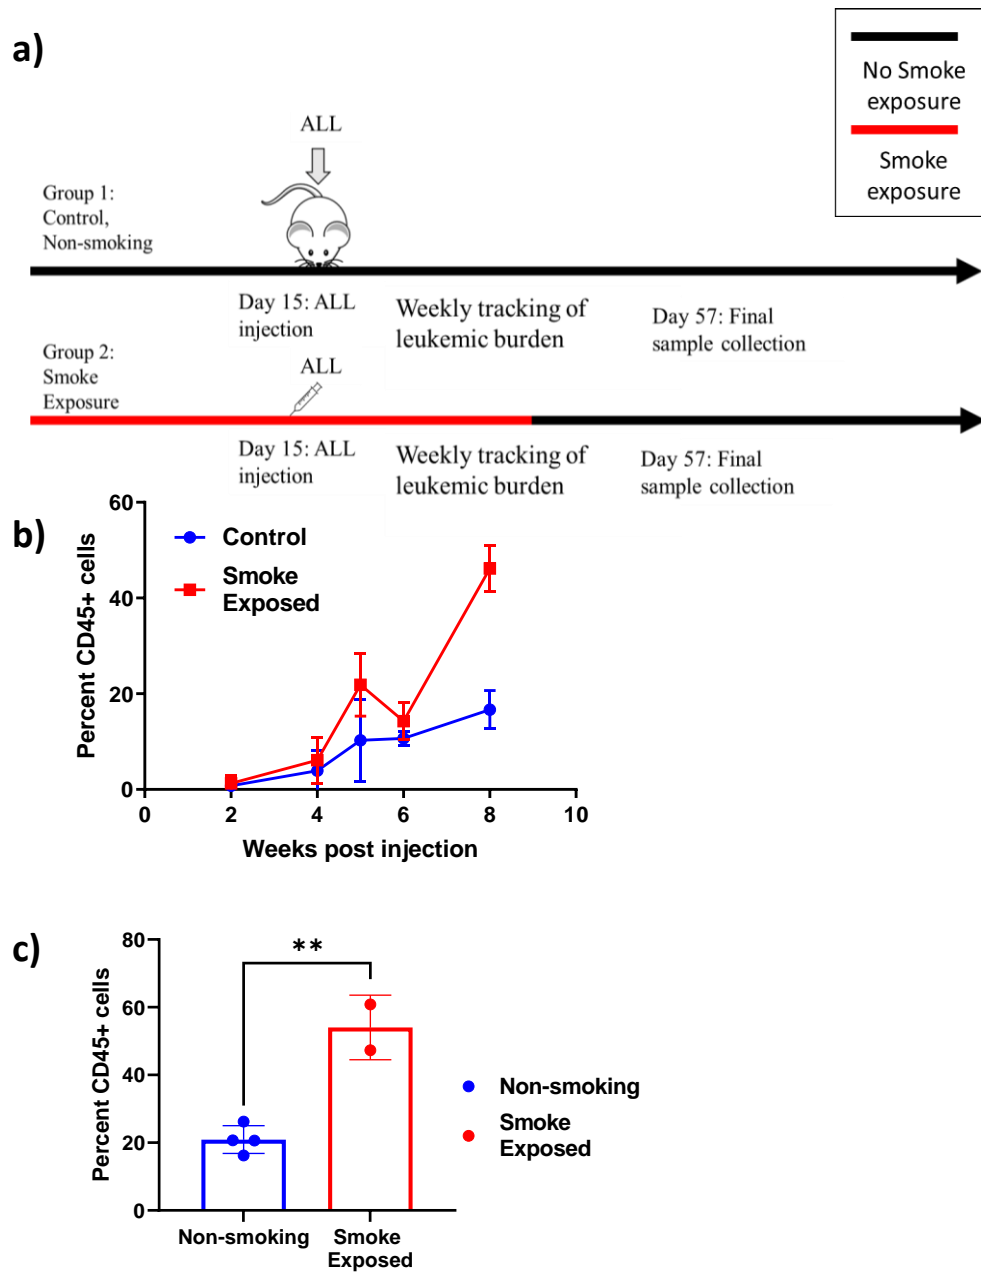 a)
No Smoke
exposure
Smoke
exposure
ALL
Group 1:
Control,
Non-smoking
Day 15: ALL
injection
Weekly tracking of
leukemic burden
Day 57: Final
sample collection
Group 2:
Smoke
Exposure
ALL
Day 15: ALL
injection
Weekly tracking of
leukemic burden
Day 57: Final
sample collection
b)
Percent CD45+ cells
60
40
20
0
Control
Smoke
Exposed
0 2 4 6 8 10
Weeks post injection
c)
Percent CD45+ cells
80
60
40
20
0
**
Non-smoking
Smoke
Exposed
Non-smoking
Smoke
Exposed